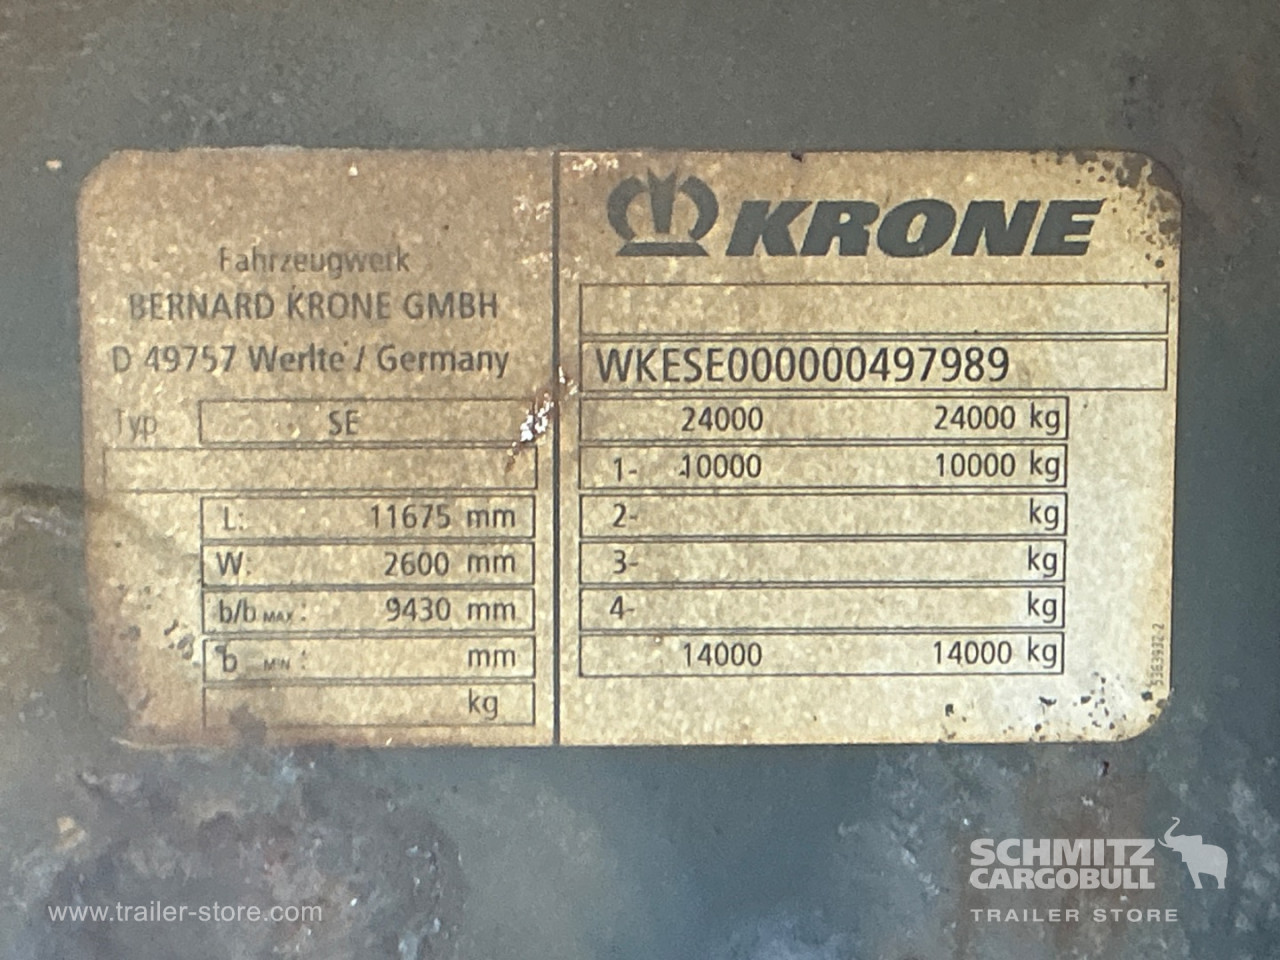 Fahrzeugwerk
BERNARD KRONE GMBH
D 49757 Werlte / Germany
Typ SE
L: 11675 mm
W: 2600 mm
b/b MAX: 9430 mm
b MIN: mm
kg
KRONE
WKESE000000497989
24000 24000 kg
1- 10000 10000 kg
2- kg
3- kg
4- kg
14000 14000 kg
5363932-2
www.trailer-store.com
SCHMITZ
CARGOBULL
TRAILER STORE